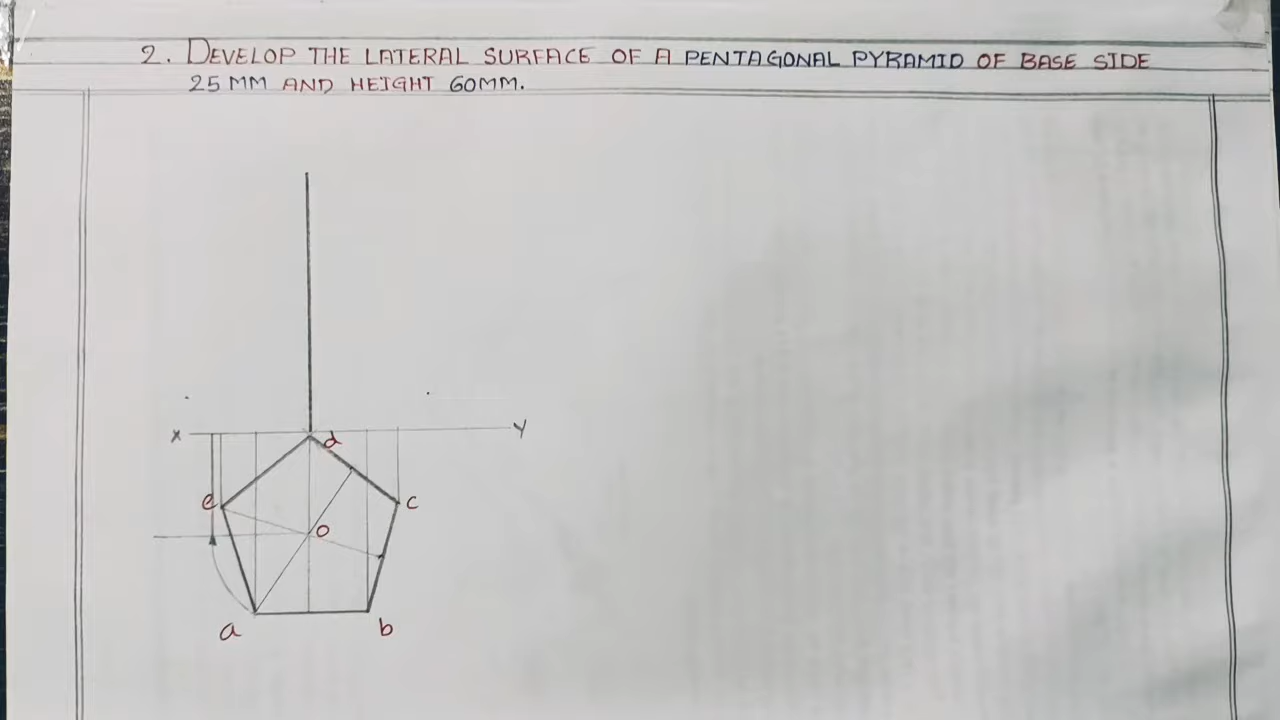 2. DEVELOP THE LATERAL SURFACE OF A PENTAGONAL PYRAMID OF BASE SIDE
25 MM AND HEIGHT 60MM.
X Y
d
e c
o
a b